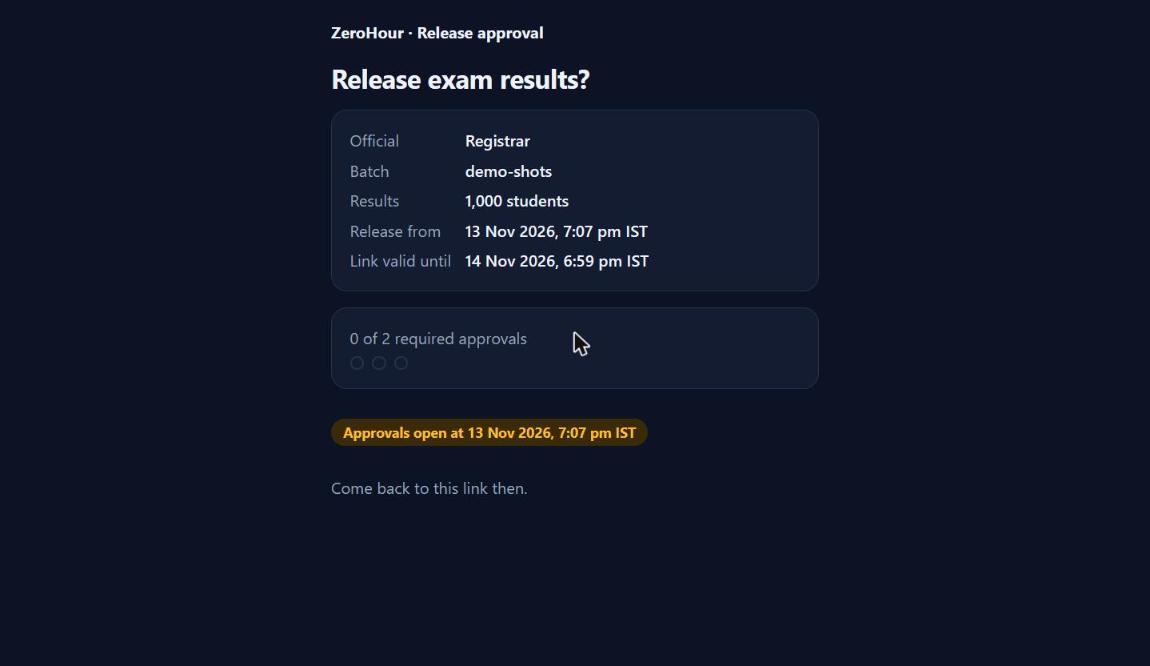 ZeroHour · Release approval
Release exam results?
Official Registrar
Batch demo-shots
Results 1,000 students
Release from 13 Nov 2026, 7:07 pm IST
Link valid until 14 Nov 2026, 6:59 pm IST
0 of 2 required approvals
Approvals open at 13 Nov 2026, 7:07 pm IST
Come back to this link then.